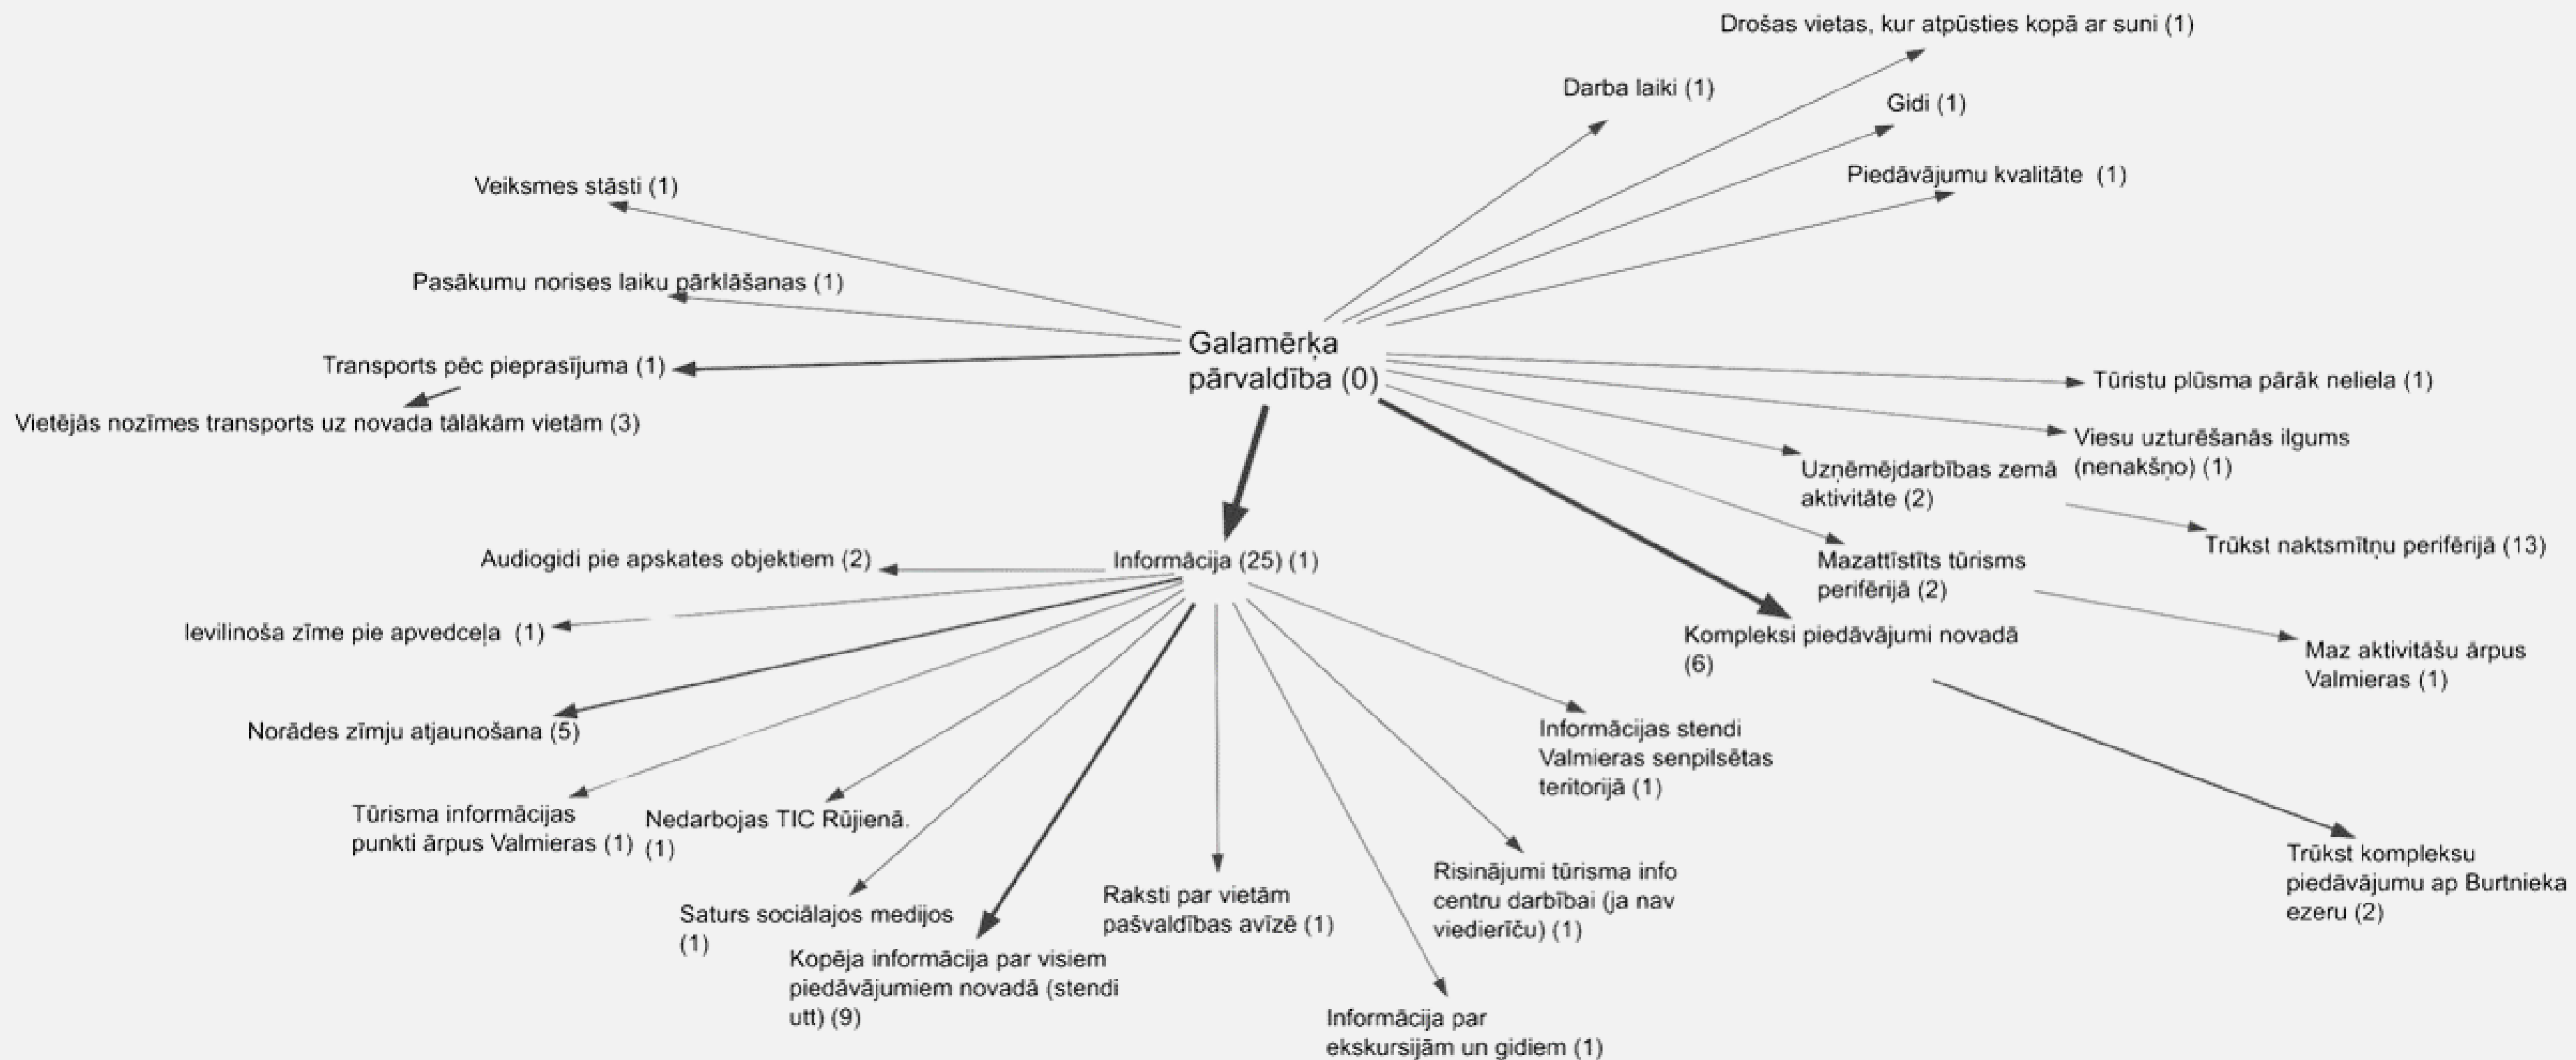 Drošas vietas, kur atpūsties kopā ar suni (1)
Darba laiki (1)
Gidi (1)
Piedāvājumu kvalitāte (1)
Veiksmes stāsti (1)
Pasākumu norises laiku pārklāšanas (1)
Galamērķa
pārvaldība (0)
Transports pēc pieprasījuma (1)
Vietējās nozīmes transports uz novada tālākām vietām (3)
Tūristu plūsma pārāk neliela (1)
Viesu uzturēšanās ilgums
(nenakšņo) (1)
Uzņēmējdarbības zemā
aktivitāte (2)
Trūkst naktsmītņu perifērijā (13)
Mazattīstīts tūrisms
perifērijā (2)
Audiogidi pie apskates objektiem (2)
Informācija (25) (1)
Ievilinoša zīme pie apvedceļa (1)
Kompleksi piedāvājumi novadā
(6)
Maz aktivitāšu ārpus
Valmieras (1)
Norādes zīmju atjaunošana (5)
Informācijas stendi
Valmieras senpilsētas
teritorijā (1)
Tūrisma informācijas
punkti ārpus Valmieras (1)
Nedarbojas TIC Rūjienā.
(1)
Saturs sociālajos medijos
(1)
Kopēja informācija par visiem
piedāvājumiem novadā (stendi
utt) (9)
Raksti par vietām
pašvaldības avīzē (1)
Risinājumi tūrisma info
centru darbībai (ja nav
viedierīču) (1)
Informācija par
ekskursijām un gidiem (1)
Trūkst kompleksu
piedāvājumu ap Burtnieka
ezeru (2)